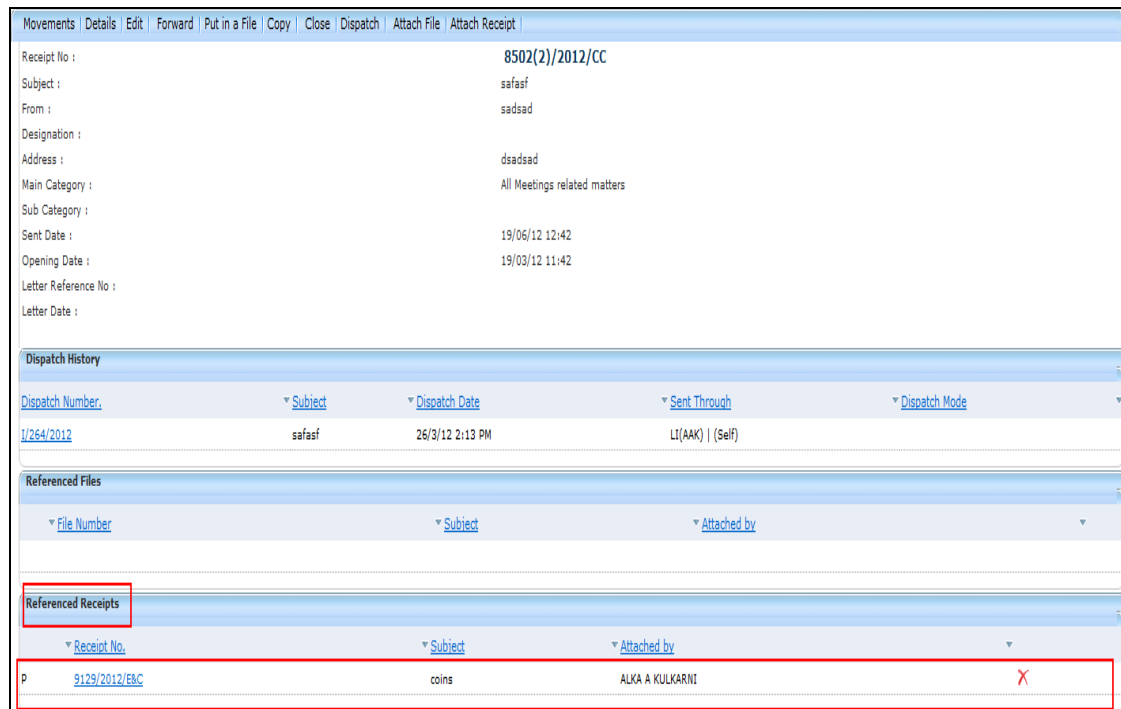 Movements | Details | Edit | Forward | Put in a File | Copy | Close | Dispatch | Attach File | Attach Receipt |
Receipt No : 8502(2)/2012/CC
Subject : safasf
From : sadsad
Designation :
Address : dsadsad
Main Category : All Meetings related matters
Sub Category :
Sent Date : 19/06/12 12:42
Opening Date : 19/03/12 11:42
Letter Reference No :
Letter Date :
Dispatch History
Dispatch Number. Subject Dispatch Date Sent Through Dispatch Mode
I/264/2012 safasf 26/3/12 2:13 PM LI(AAK) | (Self)
Referenced Files
File Number Subject Attached by
Referenced Receipts
Receipt No. Subject Attached by
P 9129/2012/E&C coins ALKA A KULKARNI